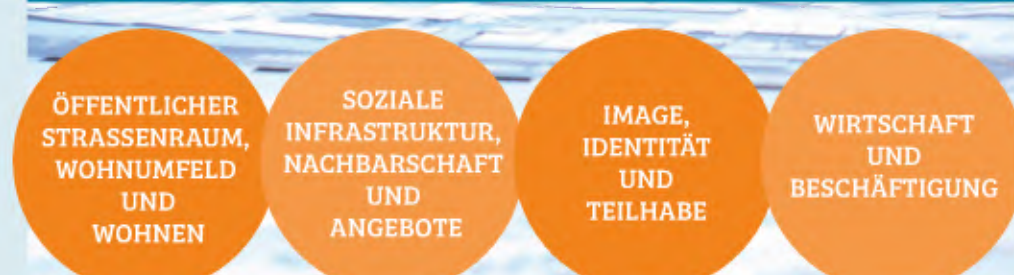 ÖFFENTLICHER
STRASSENRAUM,
WOHNUMFELD
UND
WOHNEN
SOZIALE
INFRASTRUKTUR,
NACHBARSCHAFT
UND
ANGEBOTE
IMAGE,
IDENTITÄT
UND
TEILHABE
WIRTSCHAFT
UND
BESCHÄFTIGUNG